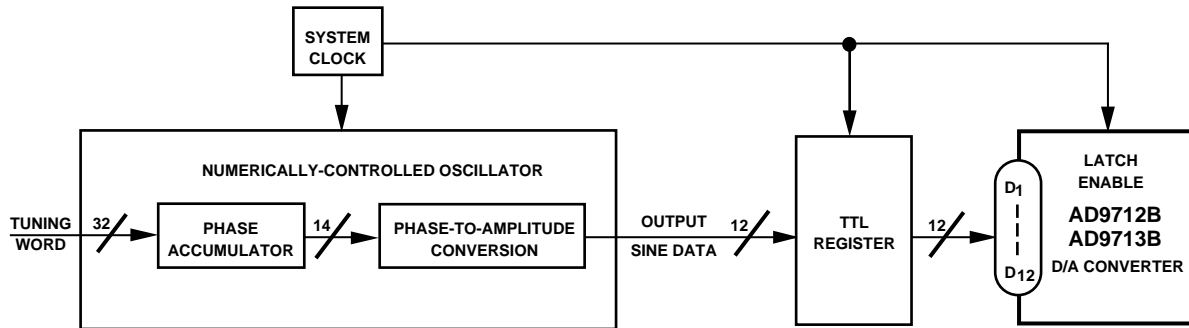 SYSTEM
CLOCK
NUMERICALLY-CONTROLLED OSCILLATOR
TUNING
WORD
32
PHASE
ACCUMULATOR
14
PHASE-TO-AMPLITUDE
CONVERSION
OUTPUT
SINE DATA
12
TTL
REGISTER
12
D1
D12
LATCH
ENABLE
AD9712B
AD9713B
D/A CONVERTER